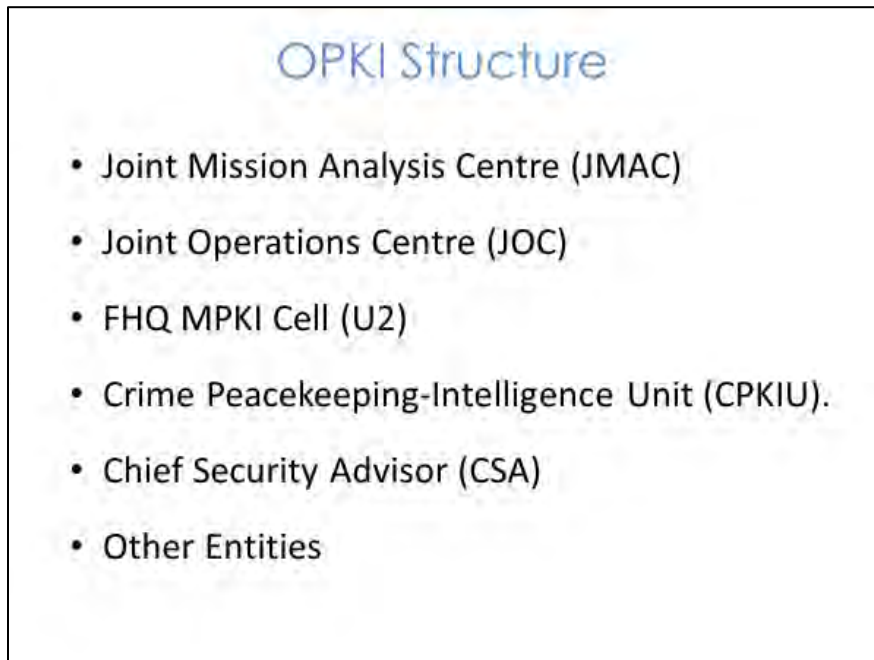 OPKI Structure
• Joint Mission Analysis Centre (JMAC)
• Joint Operations Centre (JOC)
• FHQ MPKI Cell (U2)
• Crime Peacekeeping-Intelligence Unit (CPKIU).
• Chief Security Advisor (CSA)
• Other Entities